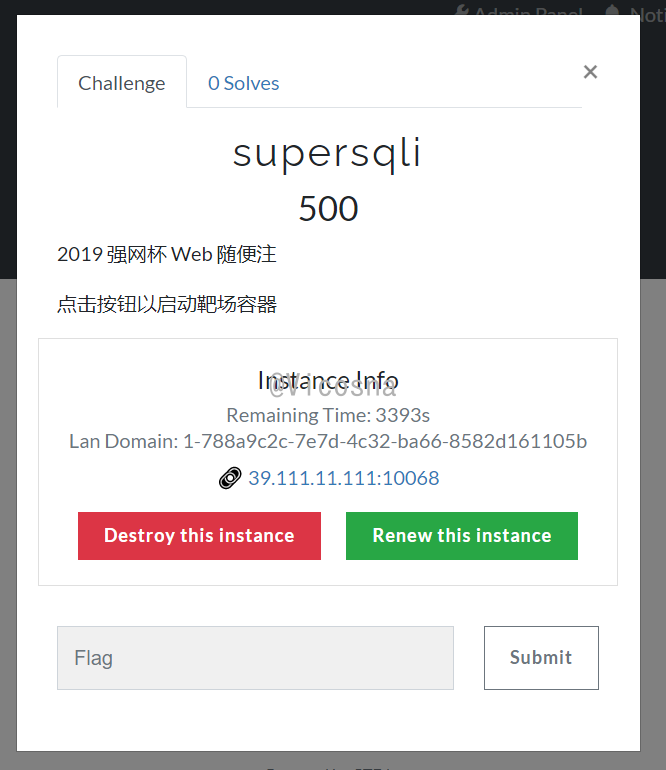 Admin Panel
Challenge
0 Solves
×
supersqli
500
2019 强网杯 Web 随便注
点击按钮以启动靶场容器
Instance Info
@Vicosna
Remaining Time: 3393s
Lan Domain: 1-788a9c2c-7e7d-4c32-ba66-8582d161105b
39.111.11.111:10068
Destroy this instance
Renew this instance
Flag
Submit